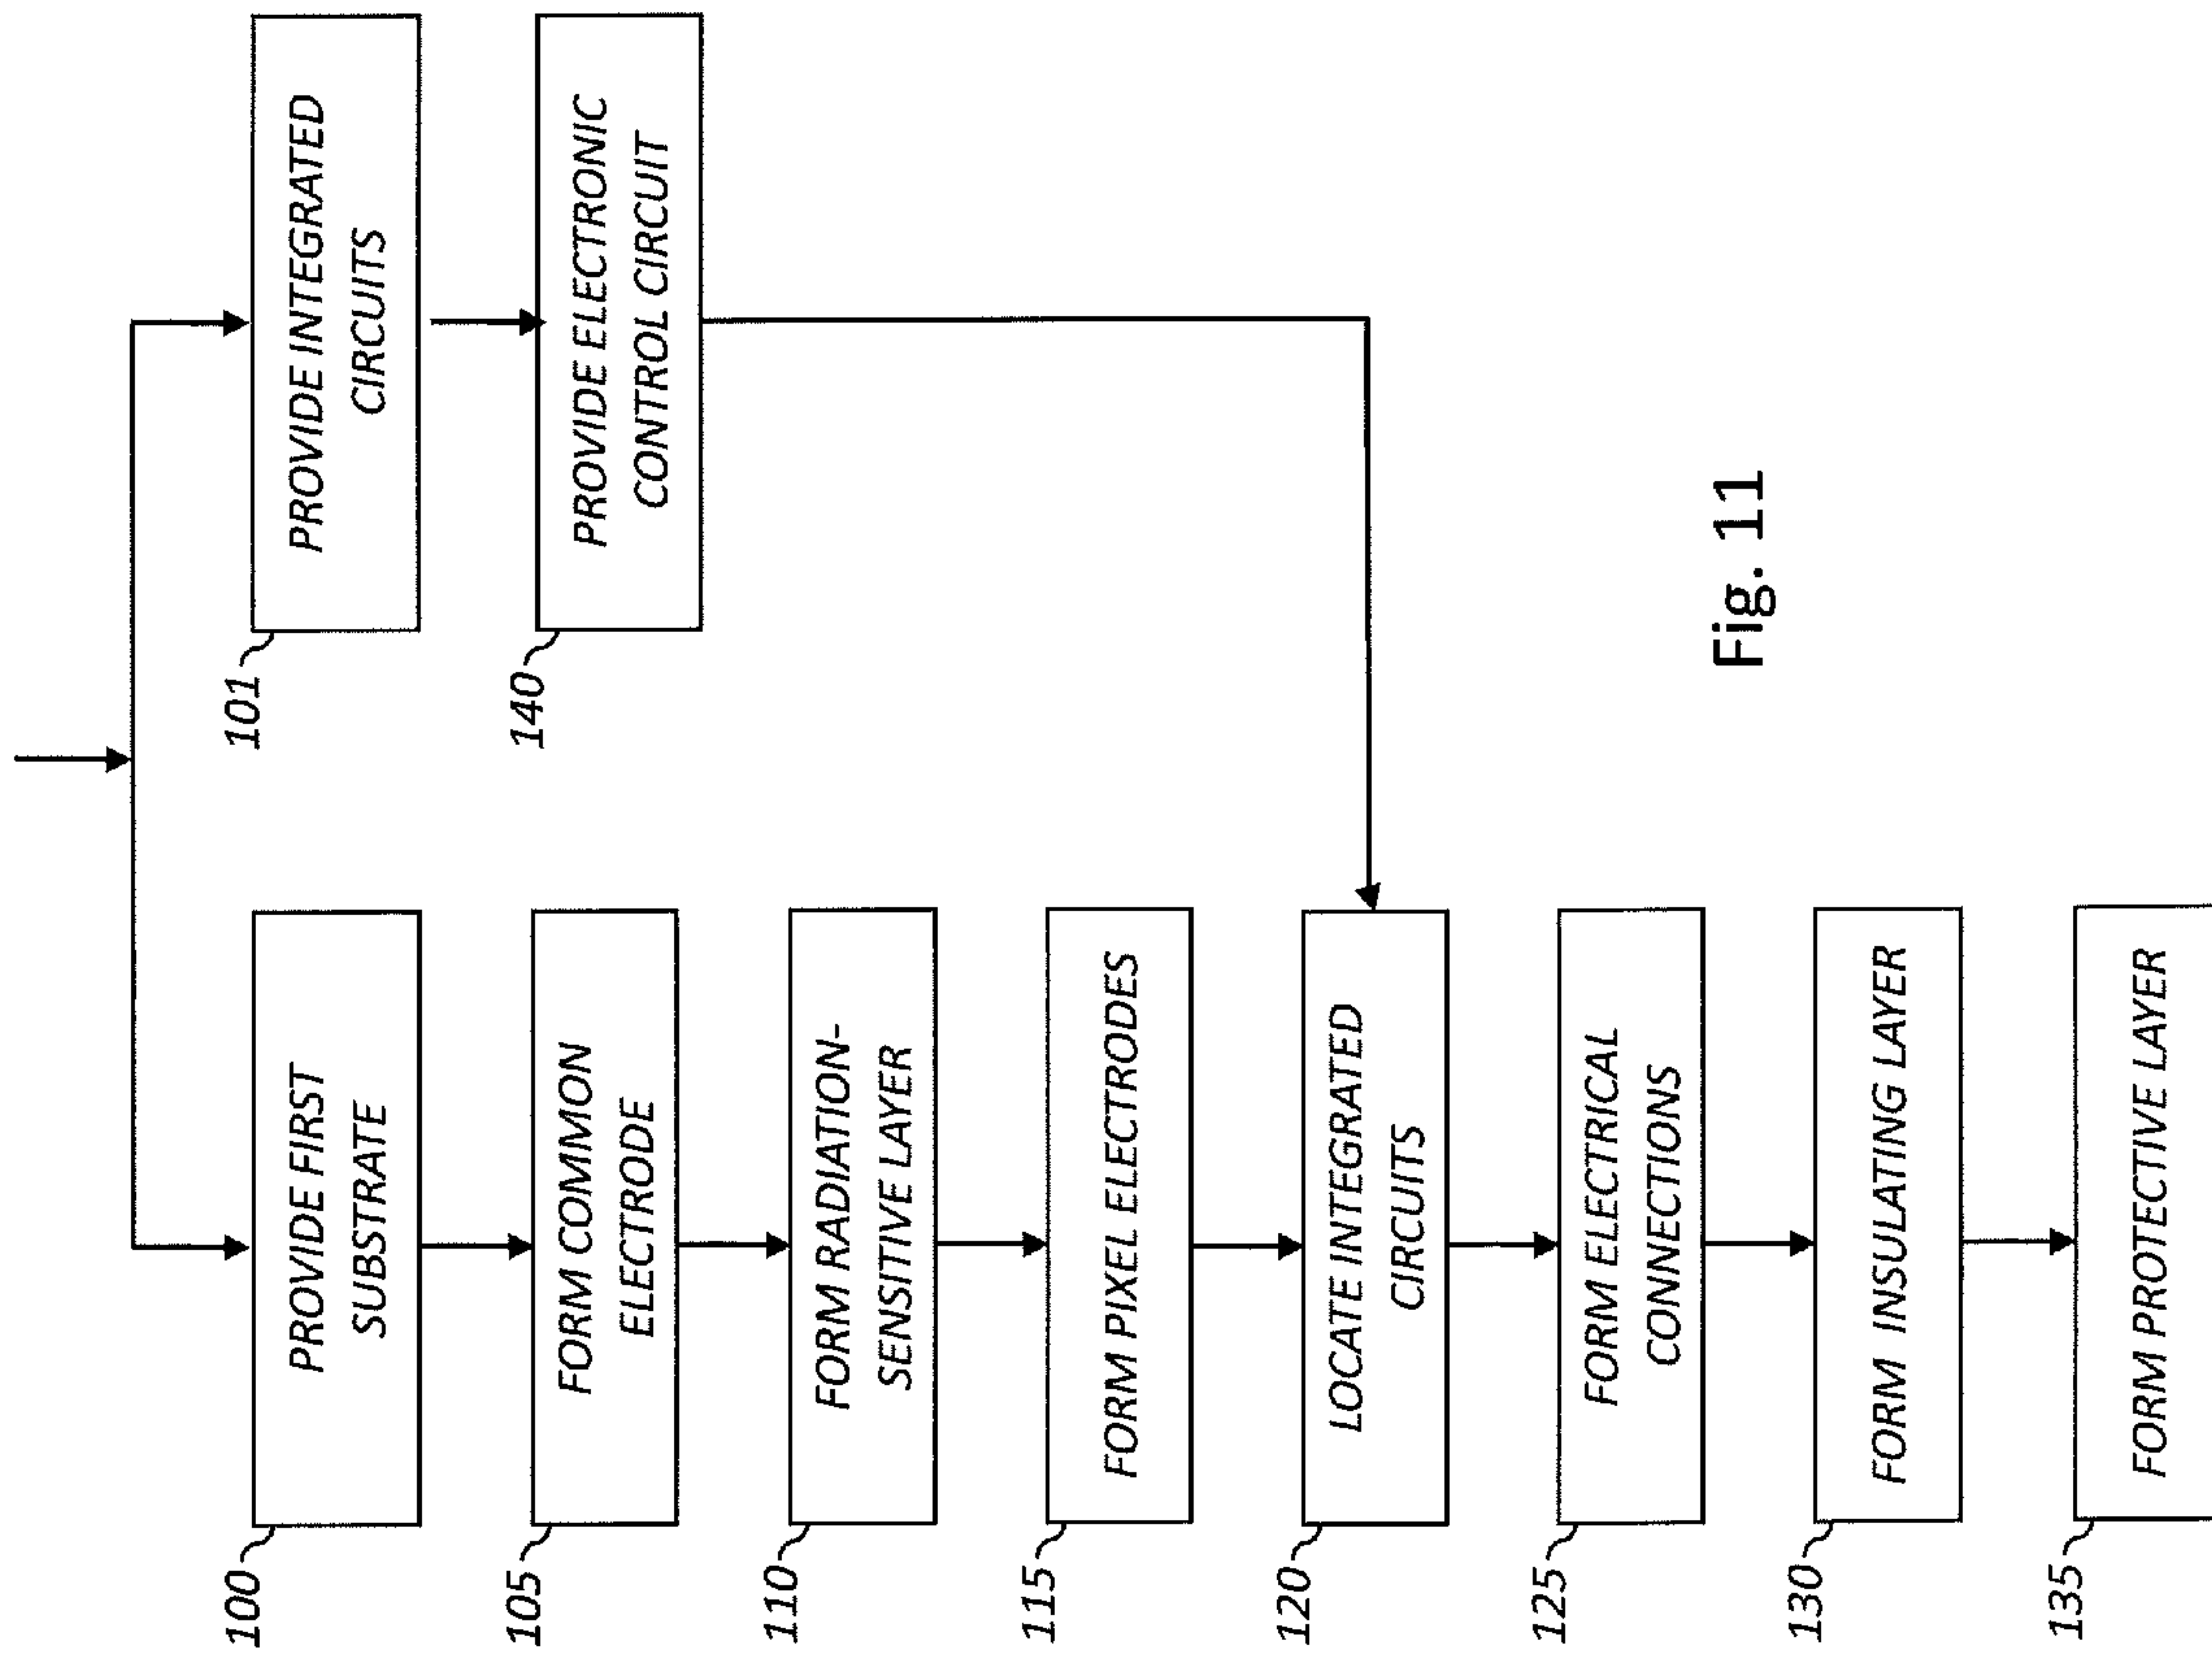 100
PROVIDE FIRST
SUBSTRATE
105
FORM COMMON
ELECTRODE
110
FORM RADIATION-
SENSITIVE LAYER
115
FORM PIXEL ELECTRODES
120
LOCATE INTEGRATED
CIRCUITS
125
FORM ELECTRICAL
CONNECTIONS
130
FORM INSULATING LAYER
135
FORM PROTECTIVE LAYER
101
PROVIDE INTEGRATED
CIRCUITS
140
PROVIDE ELECTRONIC
CONTROL CIRCUIT
Fig. 11